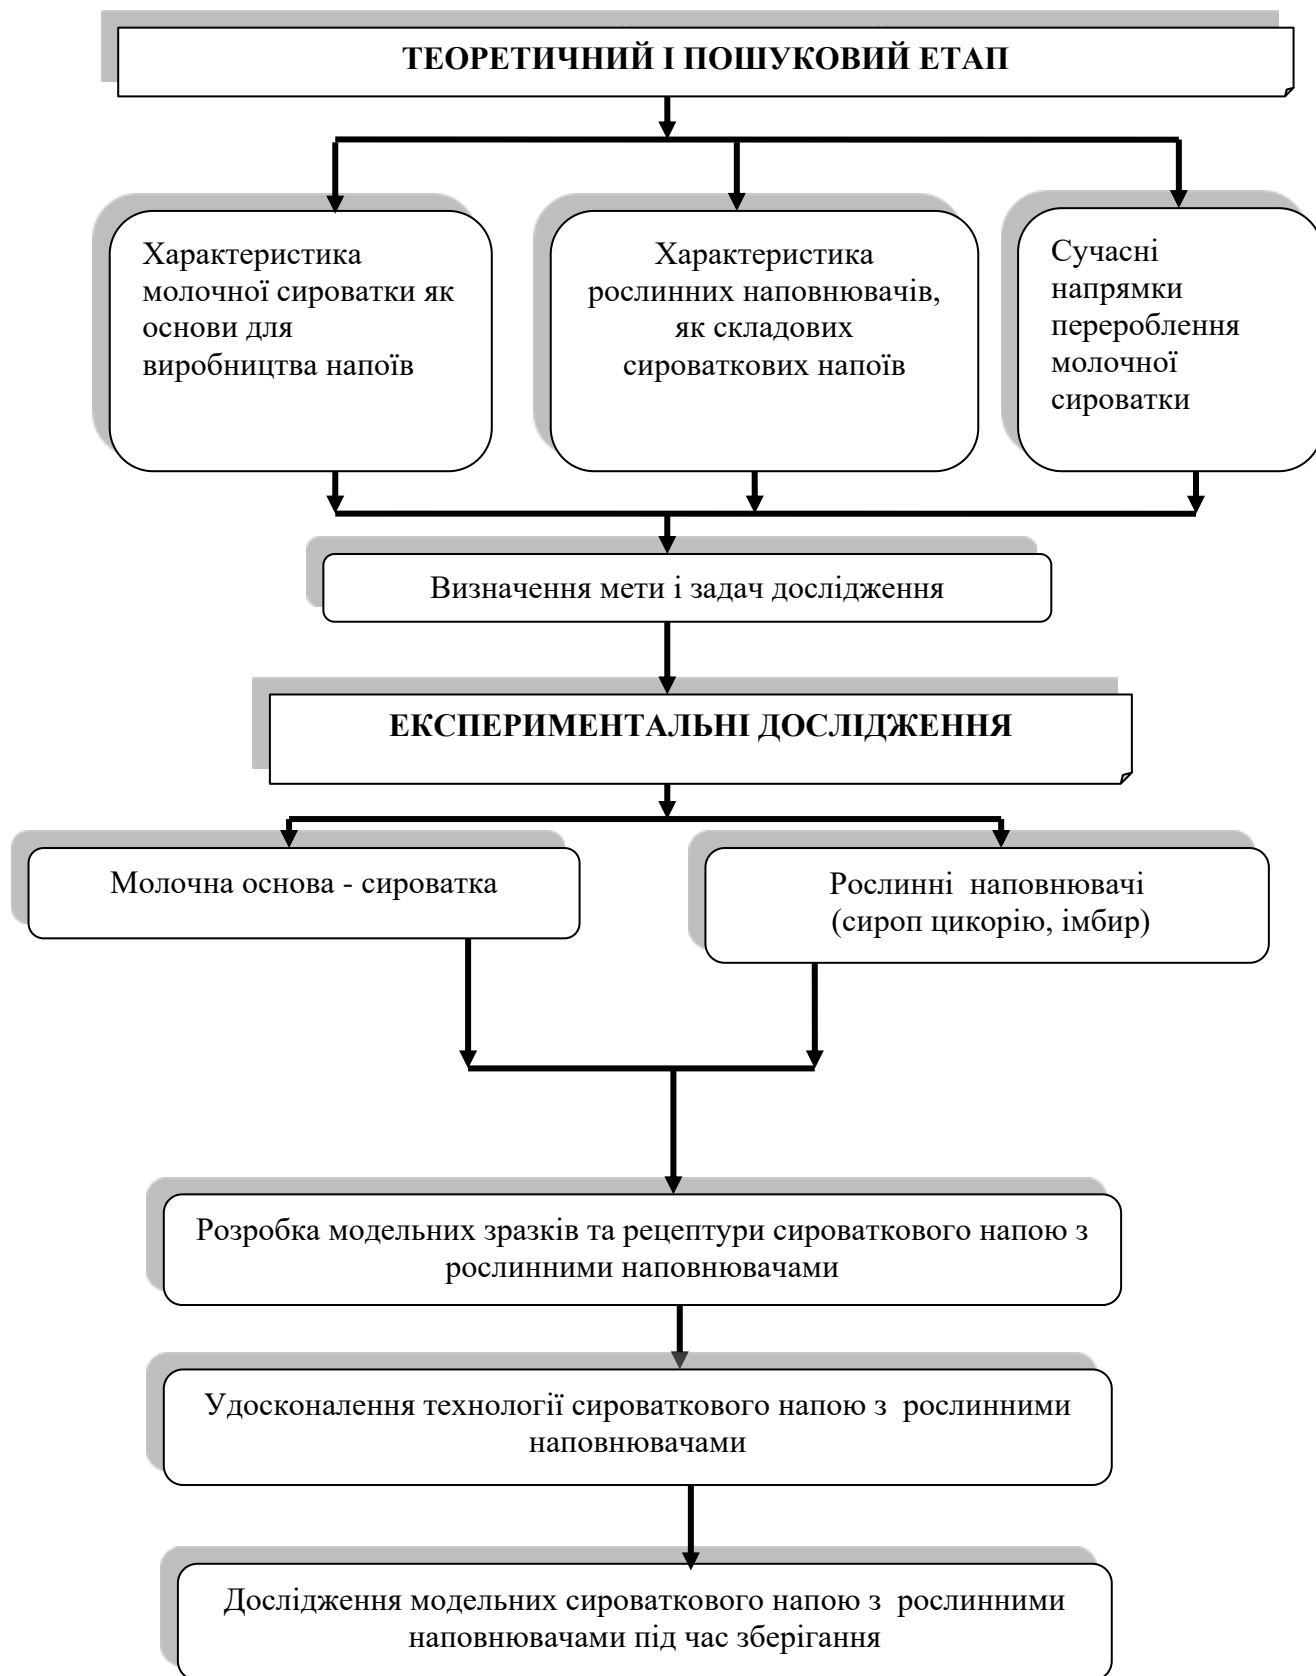 ТЕОРЕТИЧНИЙ І ПОШУКОВИЙ ЕТАП
Характеристика
молочної сироватки як
основи для
виробництва напоїв
Характеристика
рослинних наповнювачів,
як складових
сироваткових напоїв
Сучасні
напрямки
перероблення
молочної
сироватки
Визначення мети і задач дослідження
ЕКСПЕРИМЕНТАЛЬНІ ДОСЛІДЖЕННЯ
Молочна основа - сироватка
Рослинні наповнювачі
(сироп цикорію, імбир)
Розробка модельних зразків та рецептури сироваткового напою з
рослинними наповнювачами
Удосконалення технології сироваткового напою з рослинними
наповнювачами
Дослідження модельних сироваткового напою з рослинними
наповнювачами під час зберігання